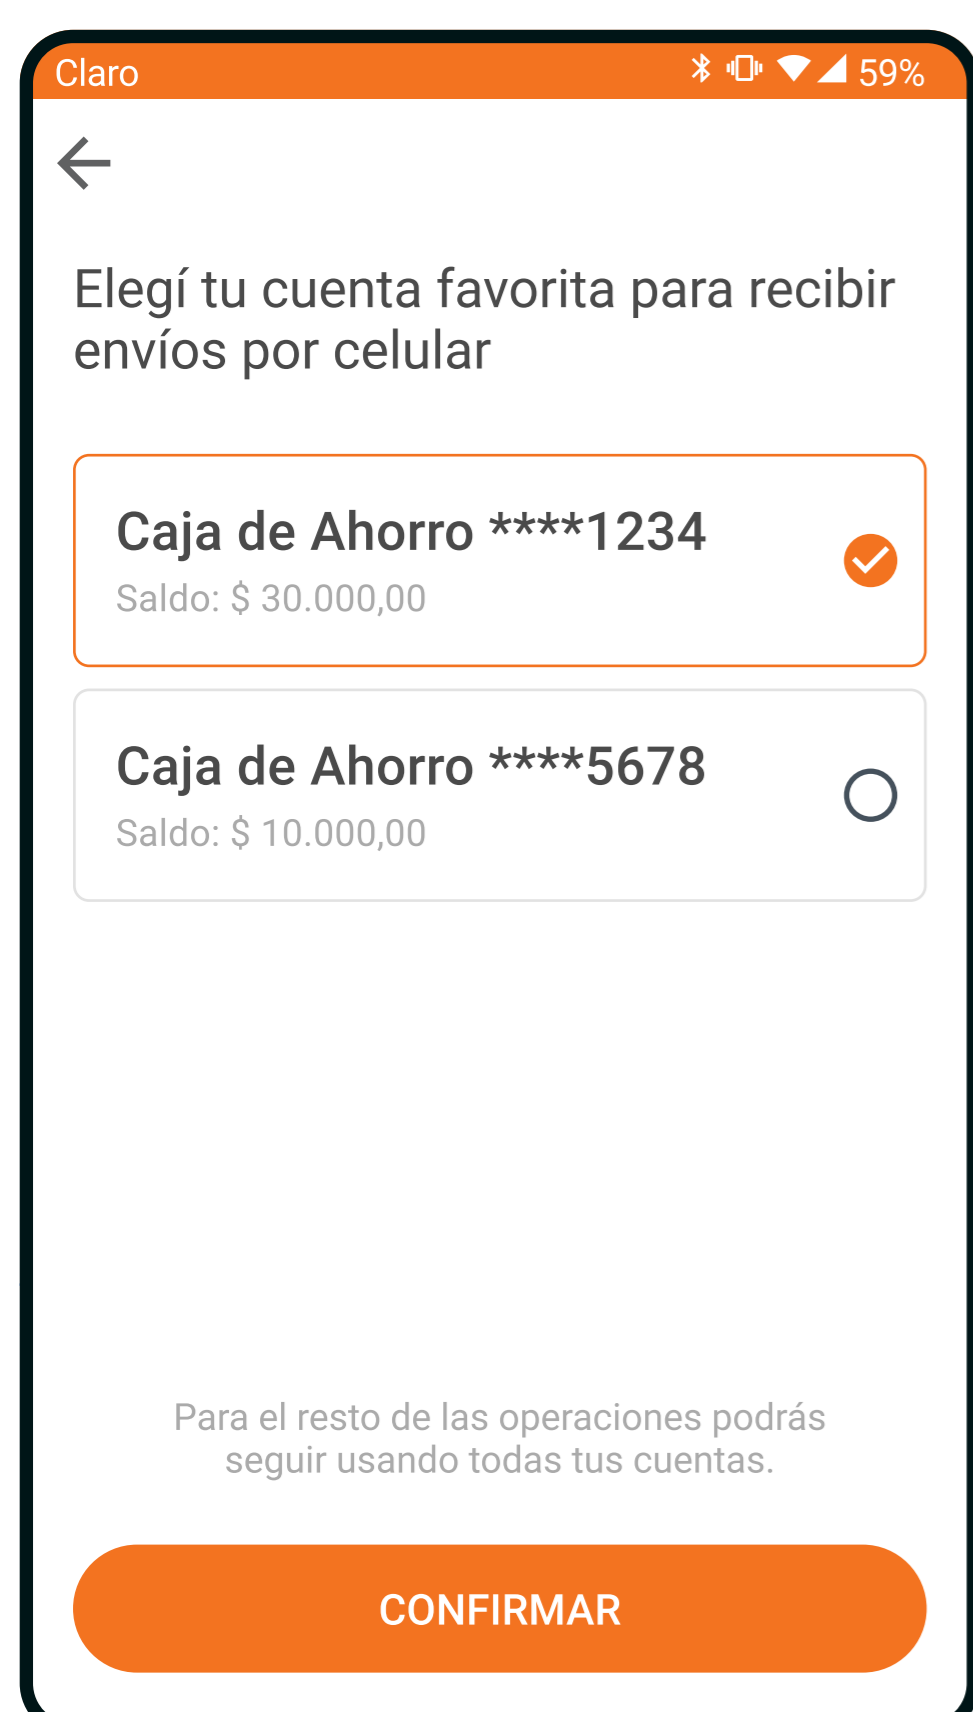 Claro 59%
Elegí tu cuenta favorita para recibir
envíos por celular
Caja de Ahorro ****1234
Saldo: $ 30.000,00
Caja de Ahorro ****5678
Saldo: $ 10.000,00
Para el resto de las operaciones podrás
seguir usando todas tus cuentas.
CONFIRMAR